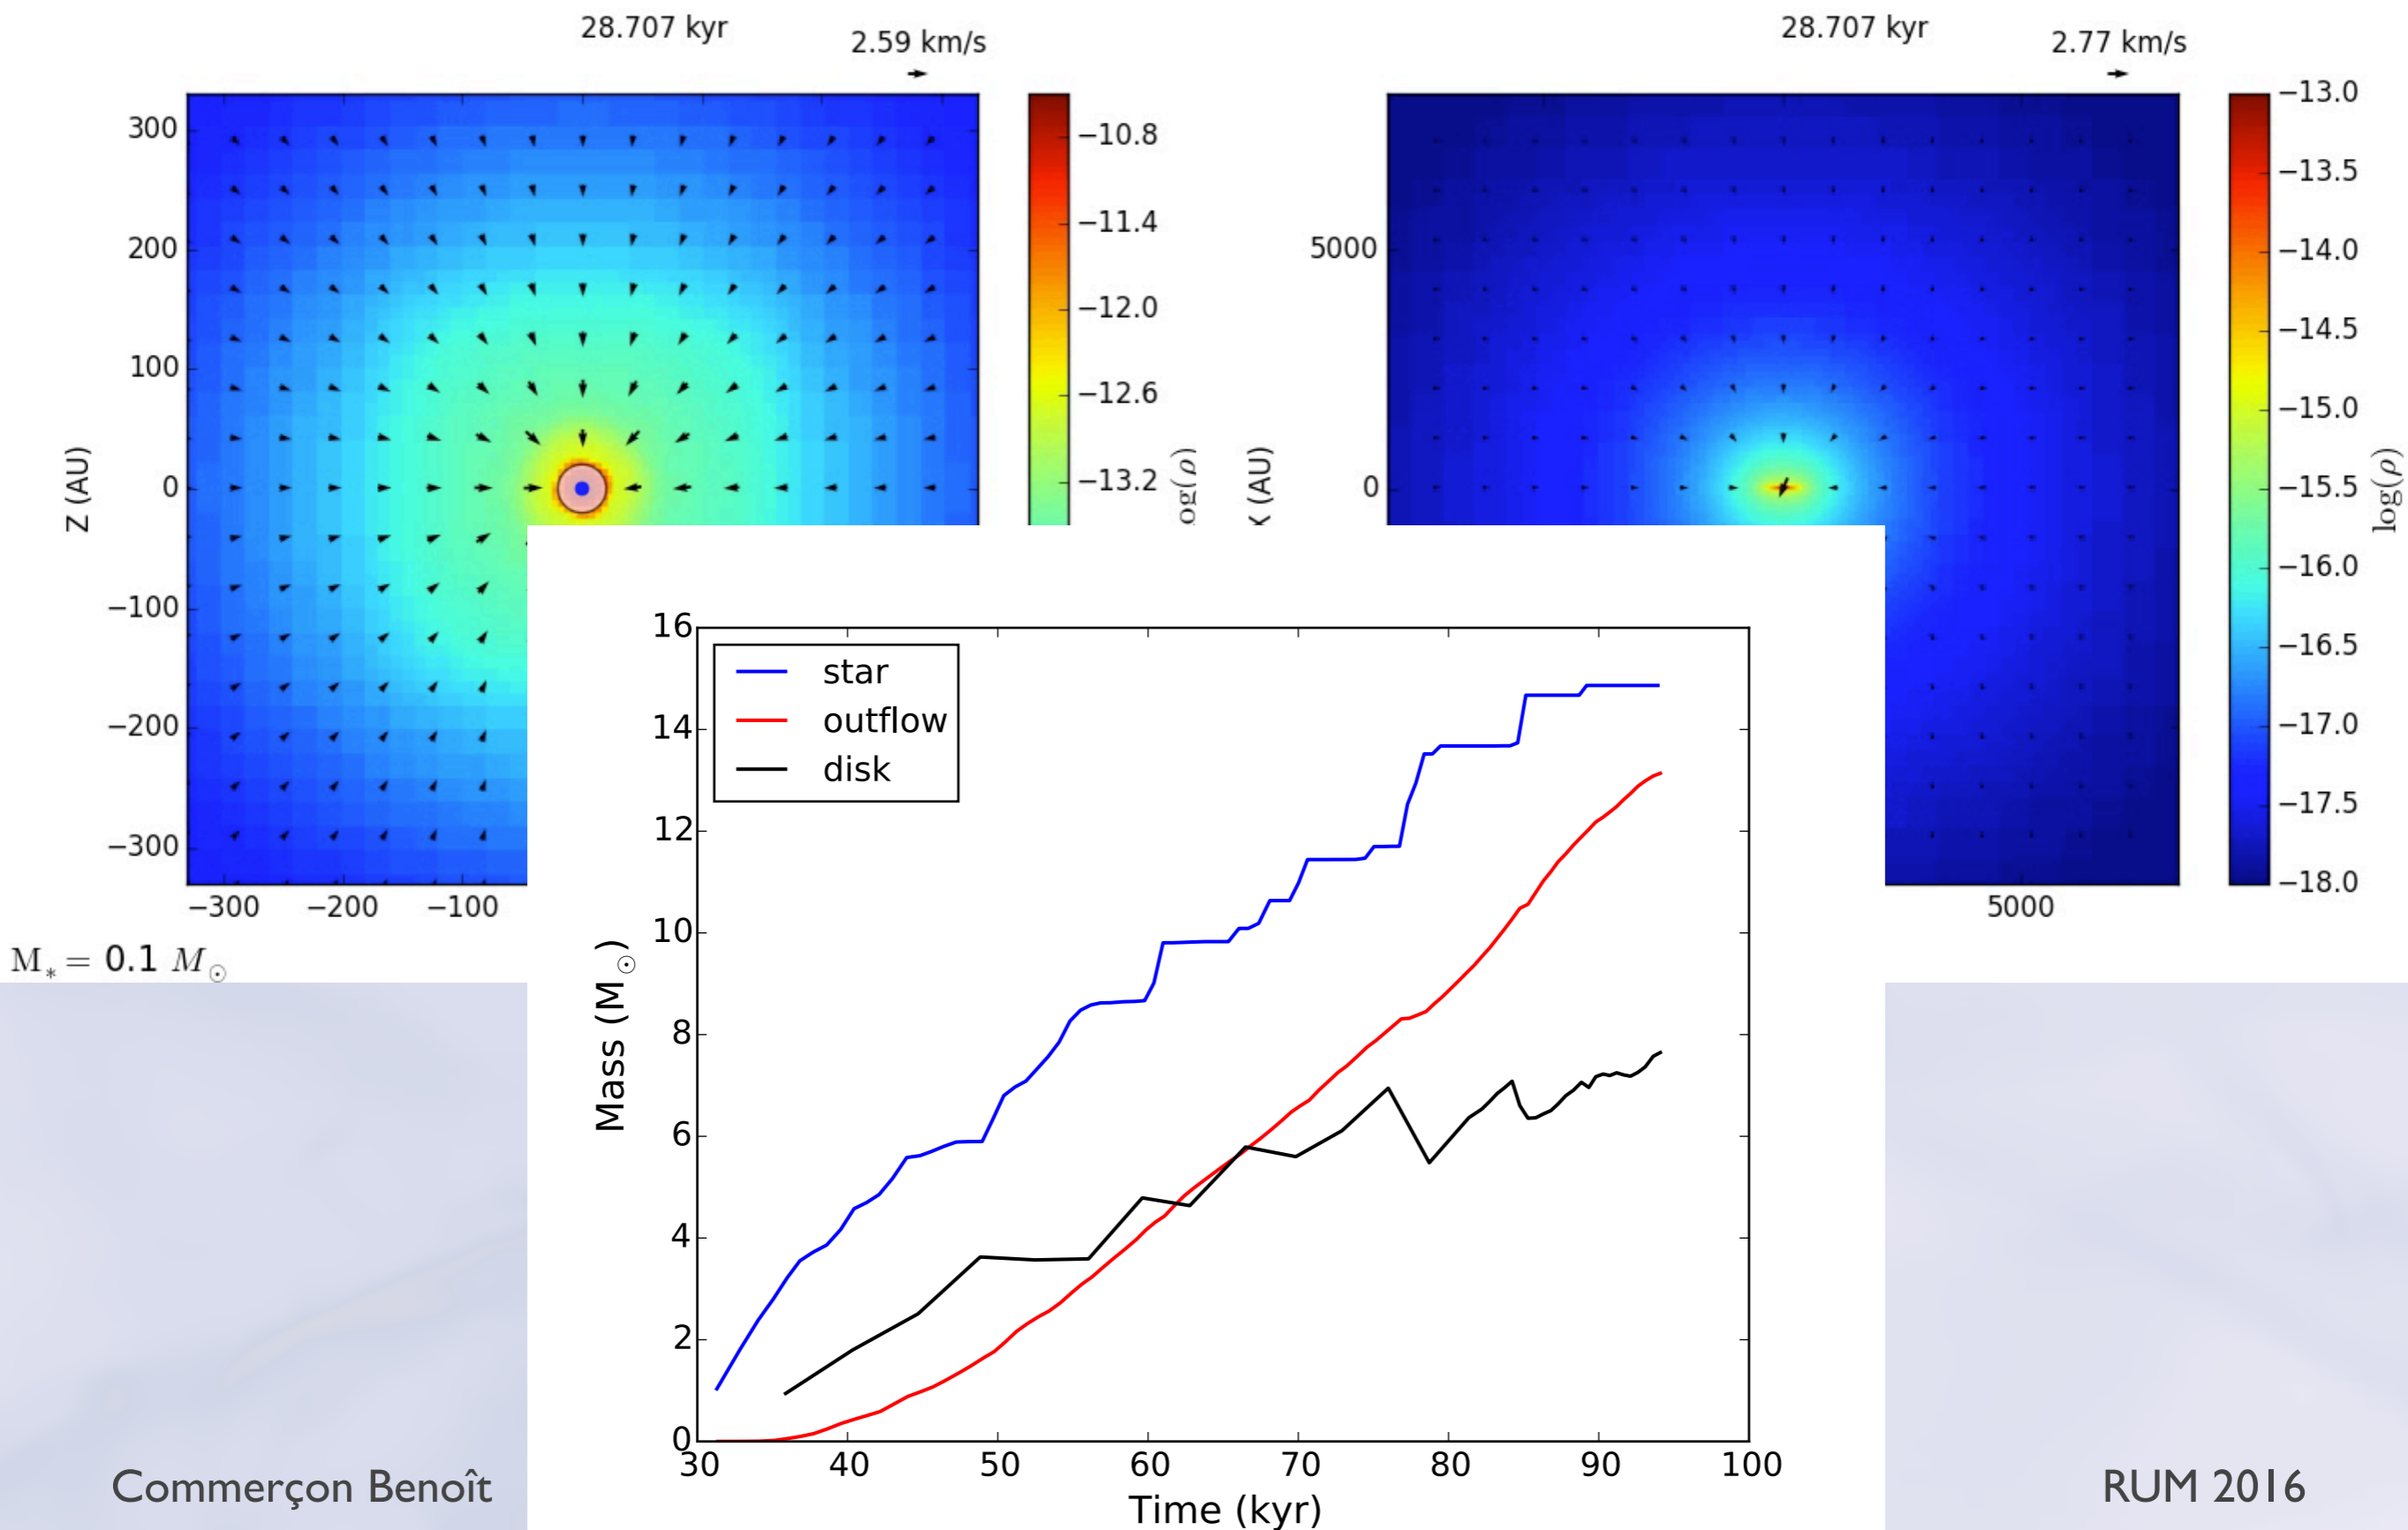 28.707 kyr
2.59 km/s
300
200
100
0
−100
−200
−300
Z (AU)
−300 −200 −100
−10.8
−11.4
−12.0
−12.6
−13.2
og(ρ)
M* = 0.1 M⊙
28.707 kyr
2.77 km/s
5000
0
X (AU)
5000
−13.0
−13.5
−14.0
−14.5
−15.0
−15.5
−16.0
−16.5
−17.0
−17.5
−18.0
log(ρ)
star
outflow
disk
16
14
12
10
8
6
4
2
0
Mass (M⊙)
30 40 50 60 70 80 90 100
Time (kyr)
Commerçon Benoît
RUM 2016